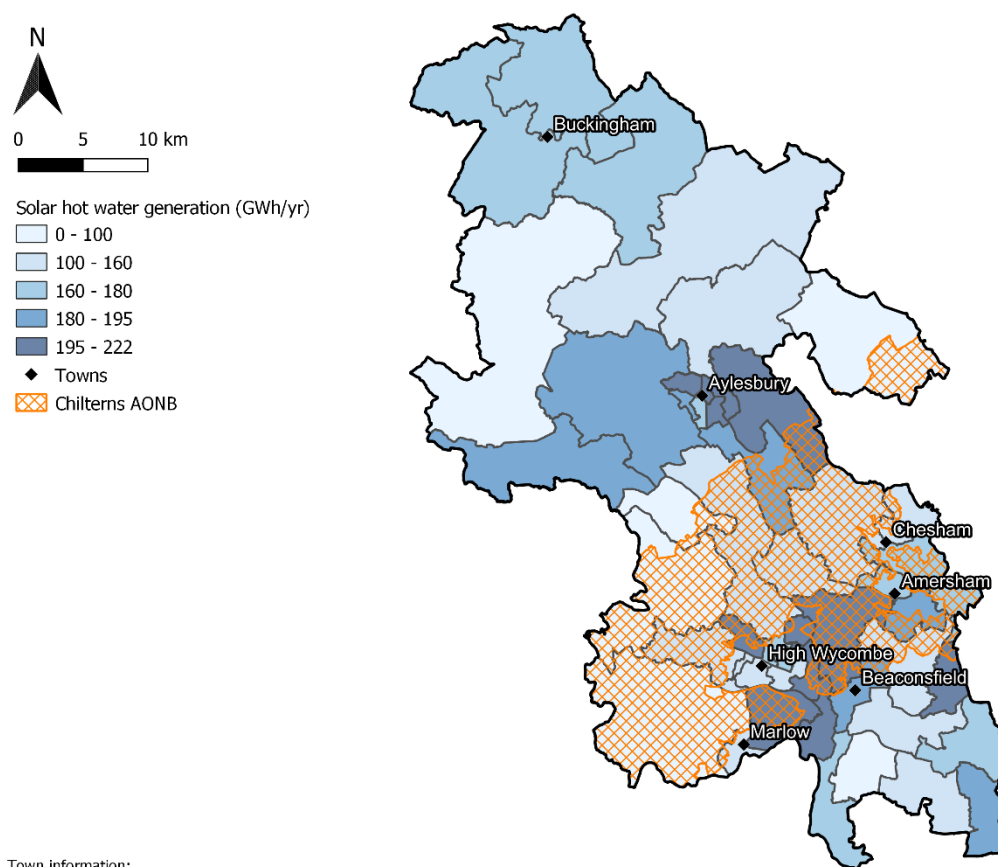 N
0 5 10 km
Solar hot water generation (GWh/yr)
0 - 100
100 - 160
160 - 180
180 - 195
195 - 222
Towns
Chilterns AONB
Buckingham
Aylesbury
Chesham
Amersham
High Wycombe
Beaconsfield
Marlow
Town information: